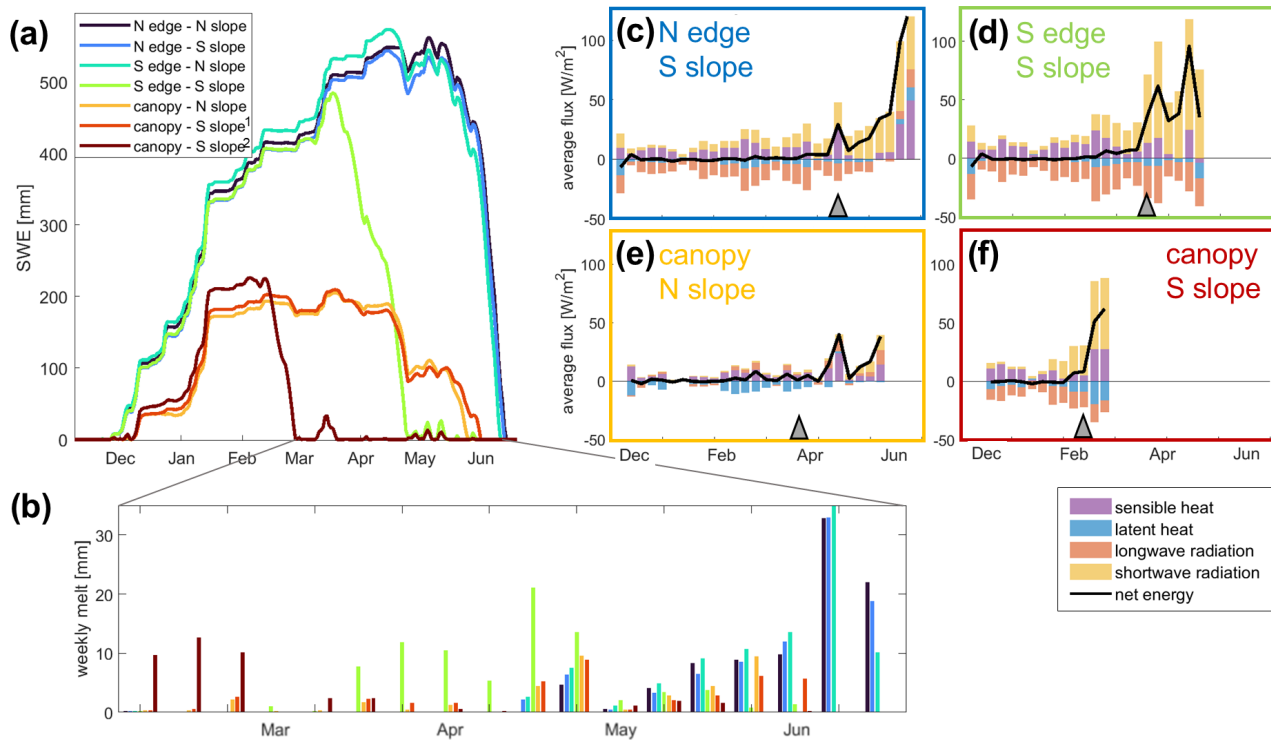 (a)
N edge - N slope
N edge - S slope
S edge - N slope
S edge - S slope
canopy - N slope
canopy - S slope1
canopy - S slope2
SWE [mm]
500
400
300
200
100
0
Dec Jan Feb Mar Apr May Jun
(c) N edge
S slope
average flux [W/m2]
100
50
0
-50
(d) S edge
S slope
100
50
0
-50
(e) canopy
N slope
average flux [W/m2]
100
50
0
-50
Dec Feb Apr Jun
(f) canopy
S slope
100
50
0
-50
Dec Feb Apr Jun
(b)
weekly melt [mm]
30
20
10
0
Mar Apr May Jun
sensible heat
latent heat
longwave radiation
shortwave radiation
net energy